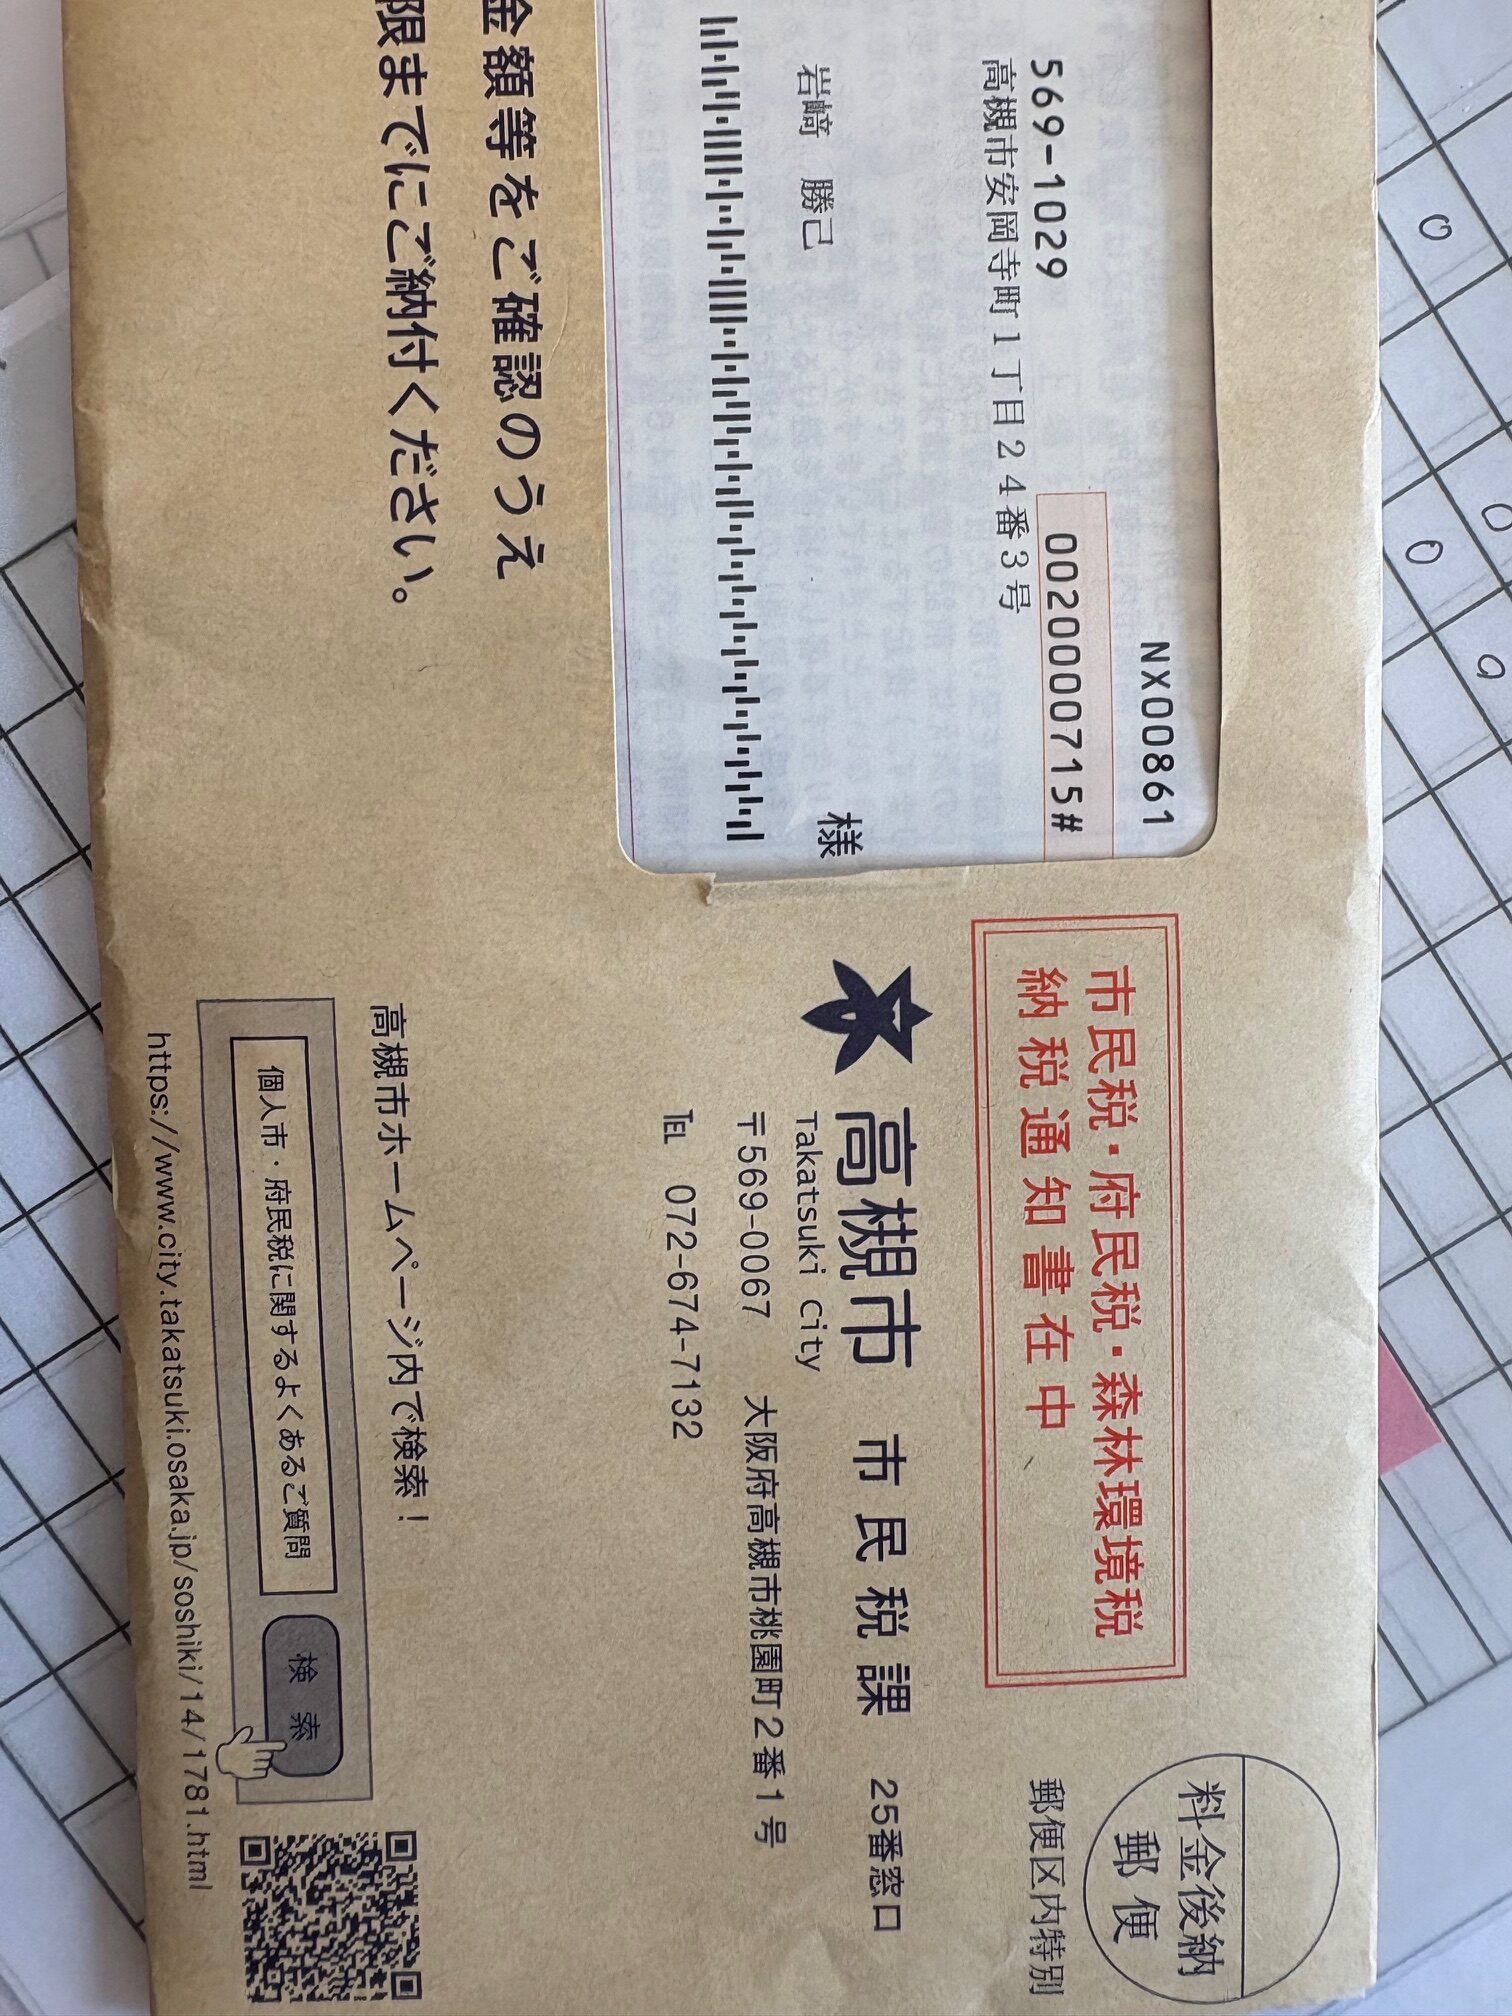 NX00861
0020000715#
569-1029
高槻市安岡寺町1丁目24番3号
岩﨑 勝己
様
金額等をご確認のうえ
限までにご納付ください。
市民税・府民税・森林環境税
納税通知書在中
料金後納
郵便
郵便区内特別
高槻市 市民税課 25番窓口
Takatsuki City
〒569-0067 大阪府高槻市桃園町2番1号
TEL 072-674-7132
高槻市ホームページ内で検索!
個人市・府民税に関するよくあるご質問
検索
https://www.city.takatsuki.osaka.jp/soshiki/14/1781.html